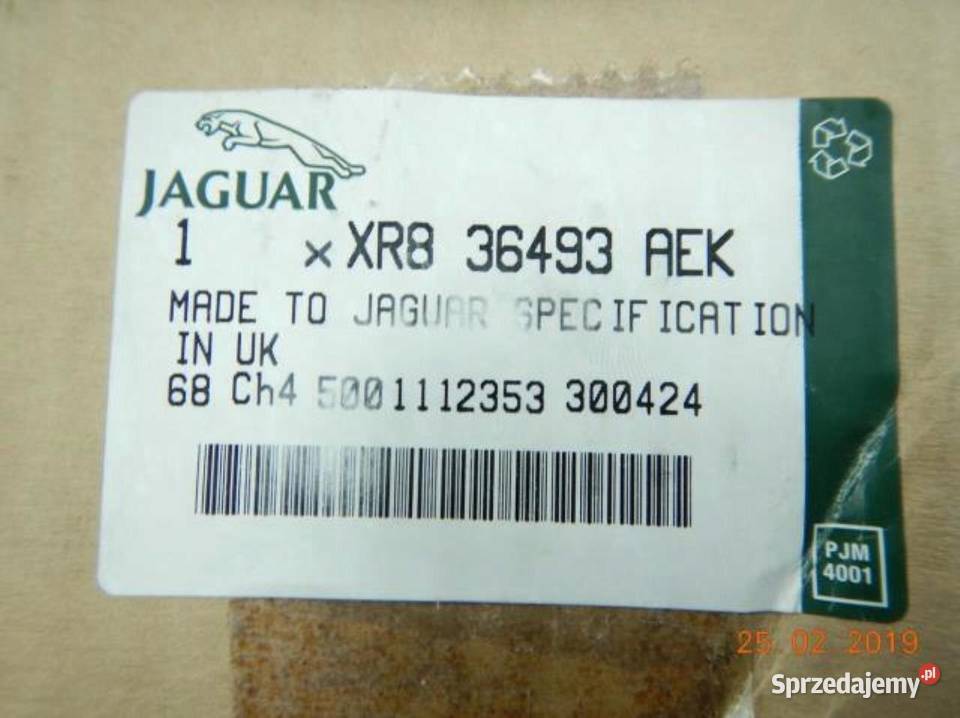 JAGUAR
1 x XR8 36493 AEK
MADE TO JAGUAR SPECIFICATION
IN UK
68 Ch4 5001112353 300424
PJM
4001
25 02 2019
Sprzedajemy.pl